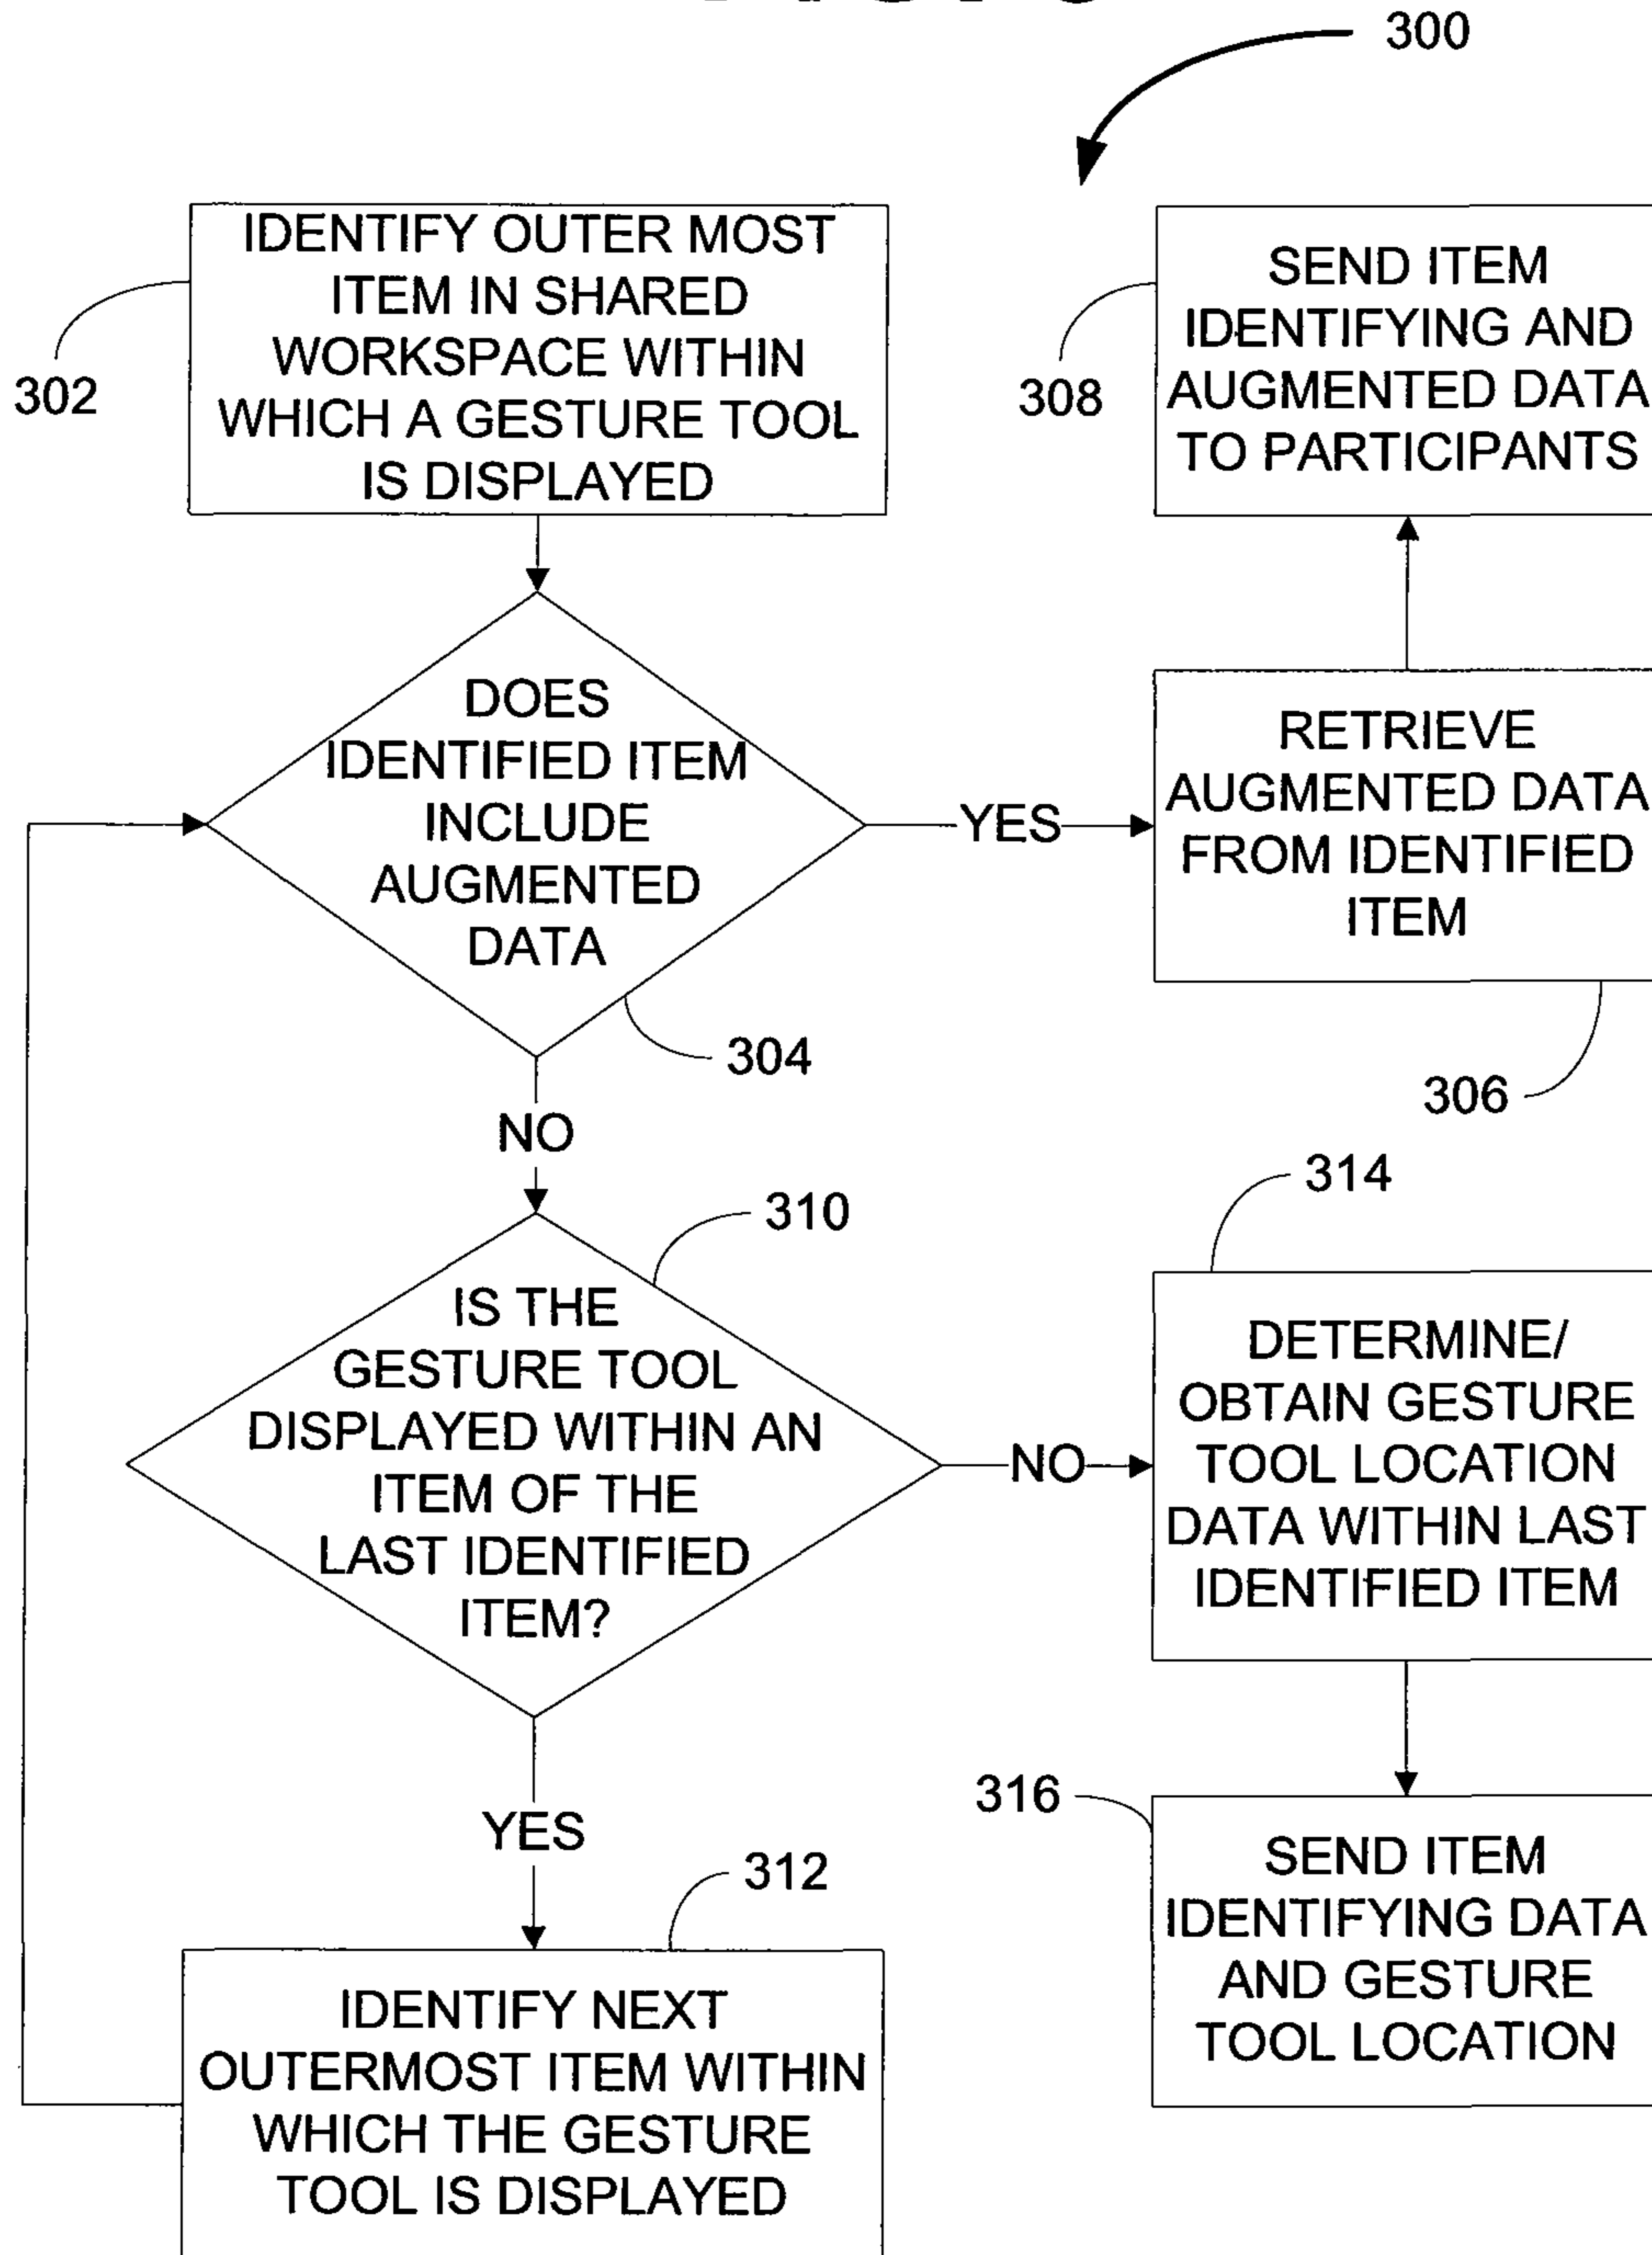 300
IDENTIFY OUTER MOST
ITEM IN SHARED
WORKSPACE WITHIN
WHICH A GESTURE TOOL
IS DISPLAYED
302
SEND ITEM
IDENTIFYING AND
AUGMENTED DATA
TO PARTICIPANTS
308
DOES
IDENTIFIED ITEM
INCLUDE
AUGMENTED
DATA
304
YES
RETRIEVE
AUGMENTED DATA
FROM IDENTIFIED
ITEM
306
NO
310
IS THE
GESTURE TOOL
DISPLAYED WITHIN AN
ITEM OF THE
LAST IDENTIFIED
ITEM?
NO
314
DETERMINE/
OBTAIN GESTURE
TOOL LOCATION
DATA WITHIN LAST
IDENTIFIED ITEM
YES
316
SEND ITEM
IDENTIFYING DATA
AND GESTURE
TOOL LOCATION
312
IDENTIFY NEXT
OUTERMOST ITEM WITHIN
WHICH THE GESTURE
TOOL IS DISPLAYED